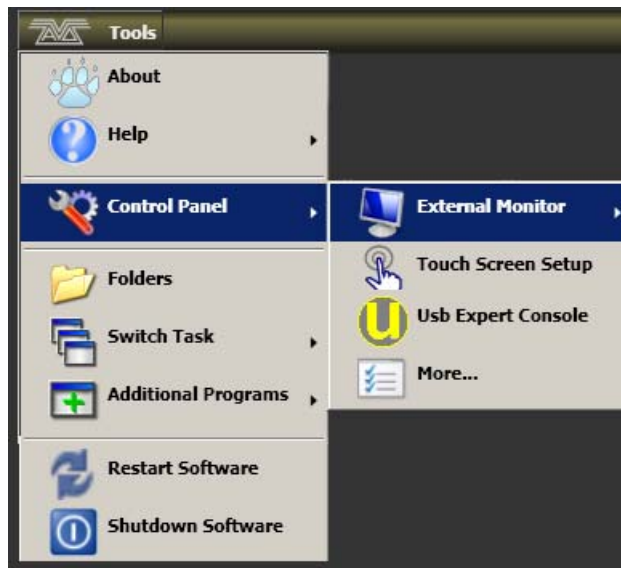 Tools
About
Help
Control Panel
External Monitor
Touch Screen Setup
Usb Expert Console
More...
Folders
Switch Task
Additional Programs
Restart Software
Shutdown Software